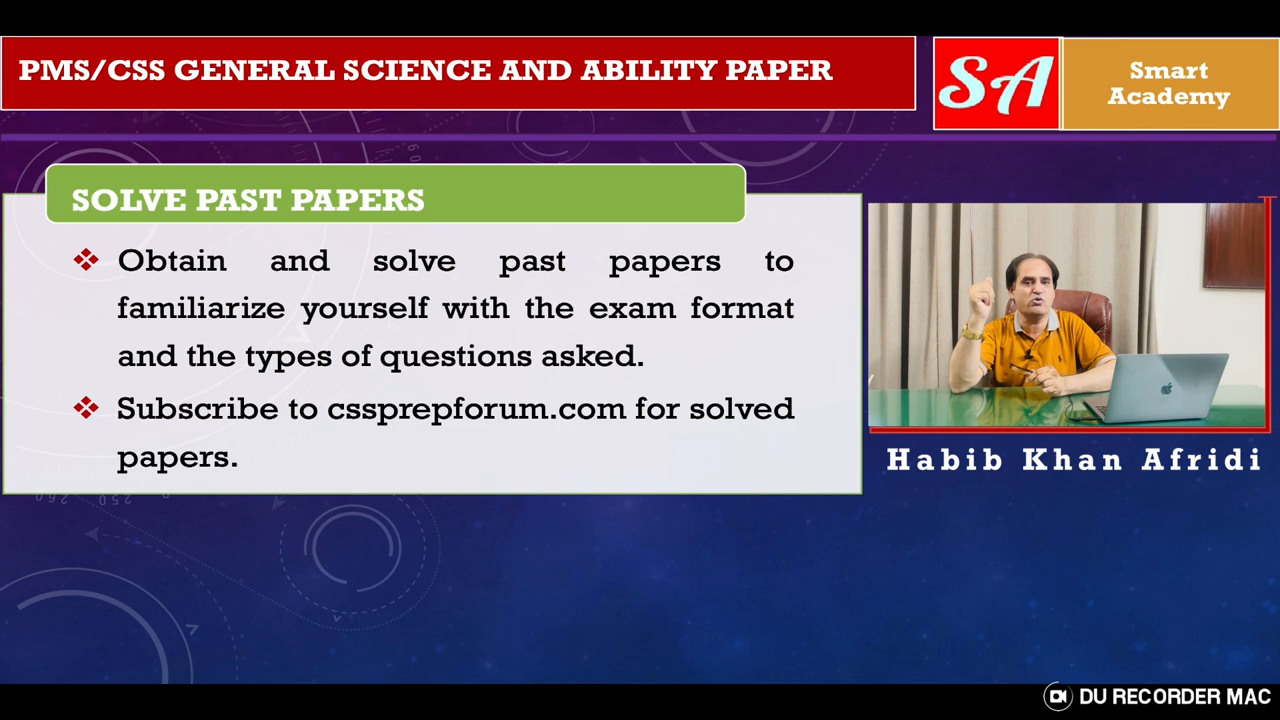 PMS/CSS GENERAL SCIENCE AND ABILITY PAPER
SA
Smart
Academy
SOLVE PAST PAPERS
Obtain and solve past papers to
familiarize yourself with the exam format
and the types of questions asked.
Subscribe to cssprepforum.com for solved
papers.
Habib Khan Afridi
260
250
DU RECORDER MAC